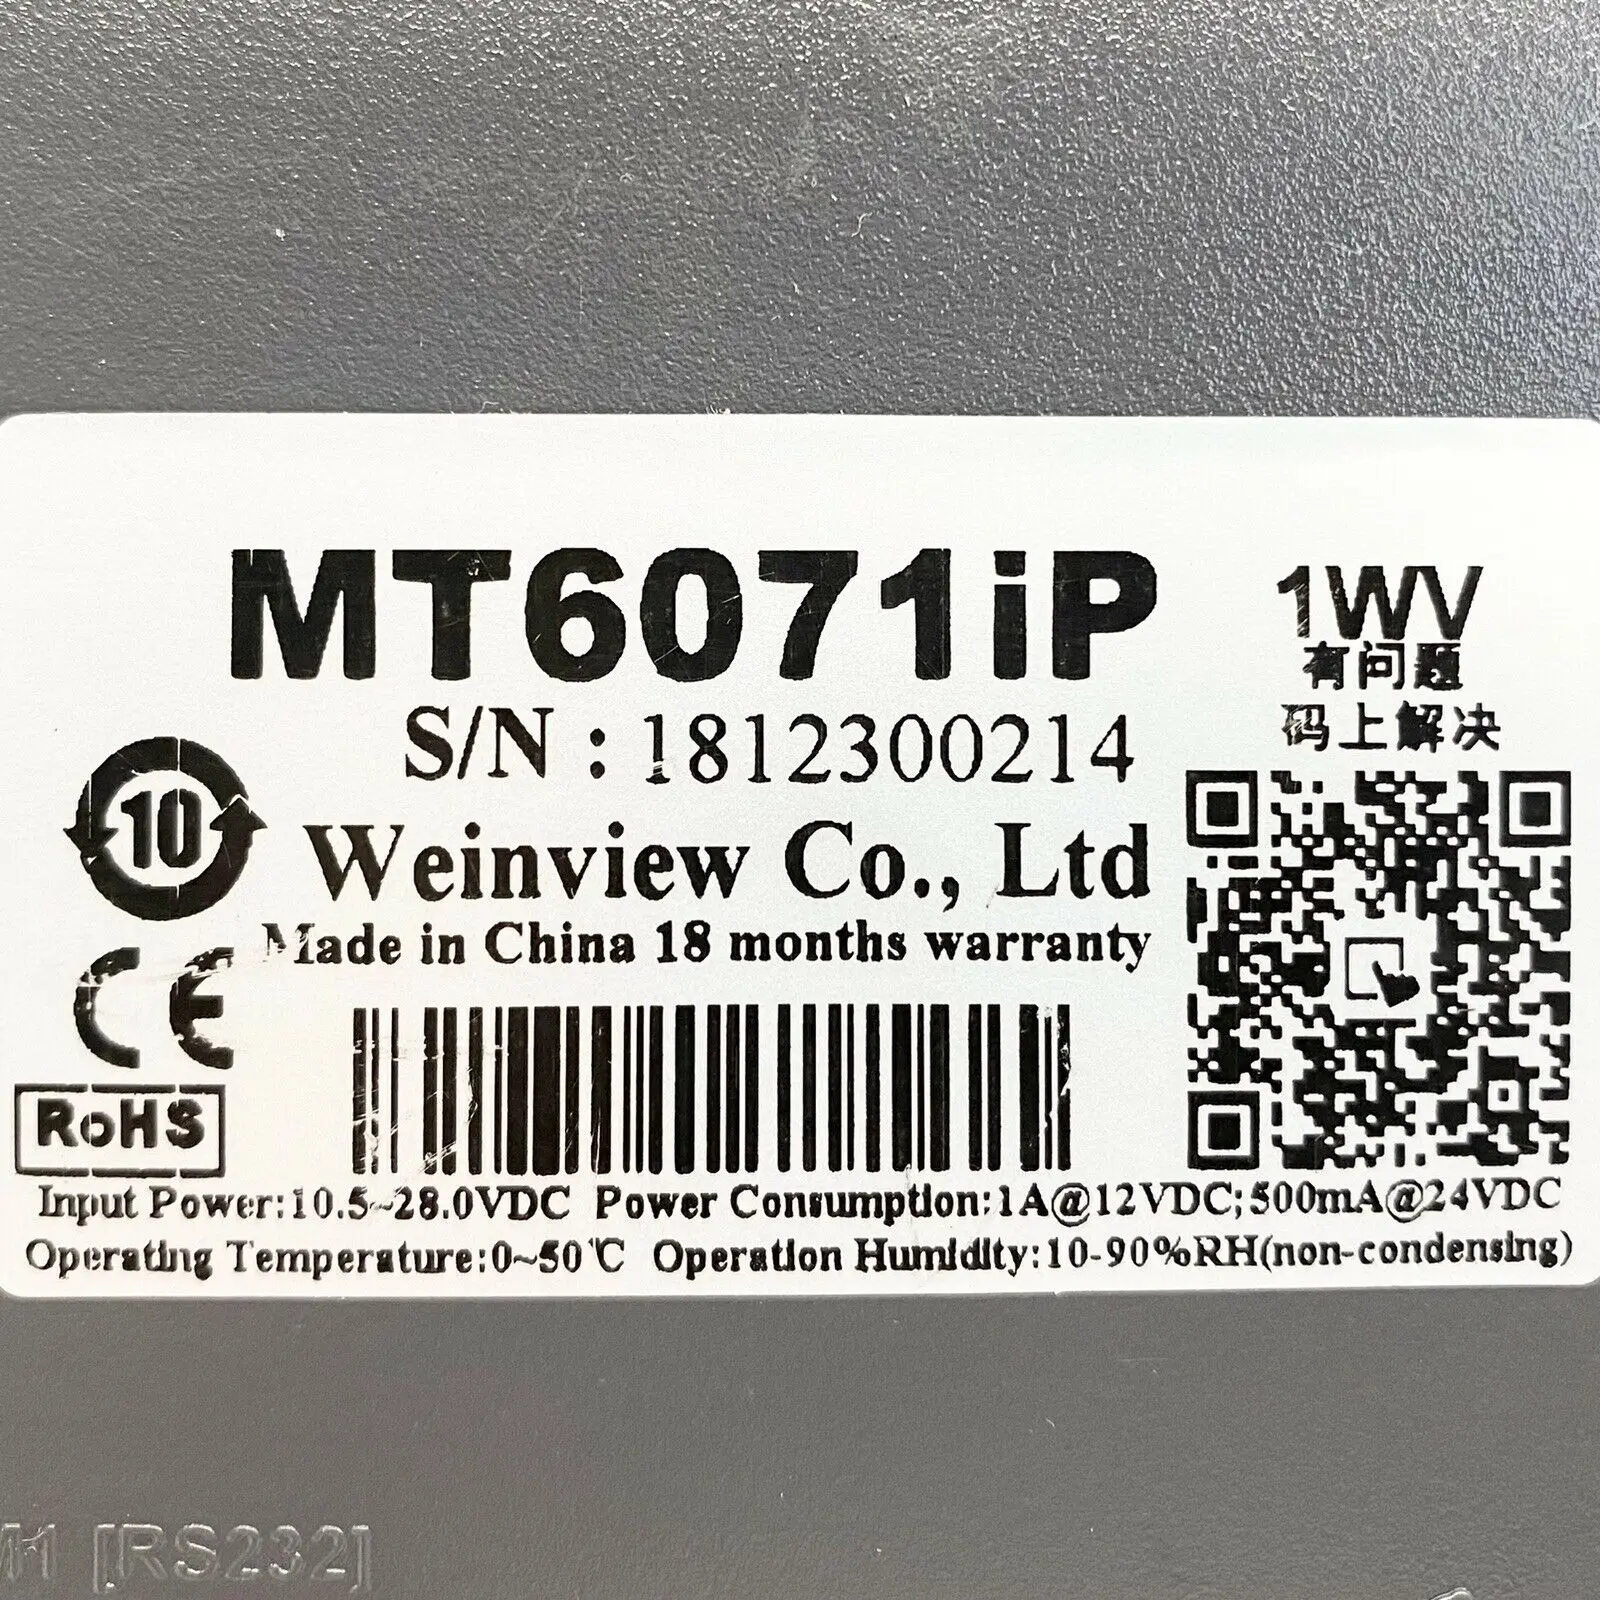 MT6071iP
1WV
有问题
码上解决
S/N : 1812300214
10
Weinview Co., Ltd
Made in China 18 months warranty
CE
RoHS
Input Power:10.5~28.0VDC Power Consumption:1A@12VDC;500mA@24VDC
Operating Temperature:0~50℃ Operation Humidity:10-90%RH(non-condensing)
M1 [RS232]